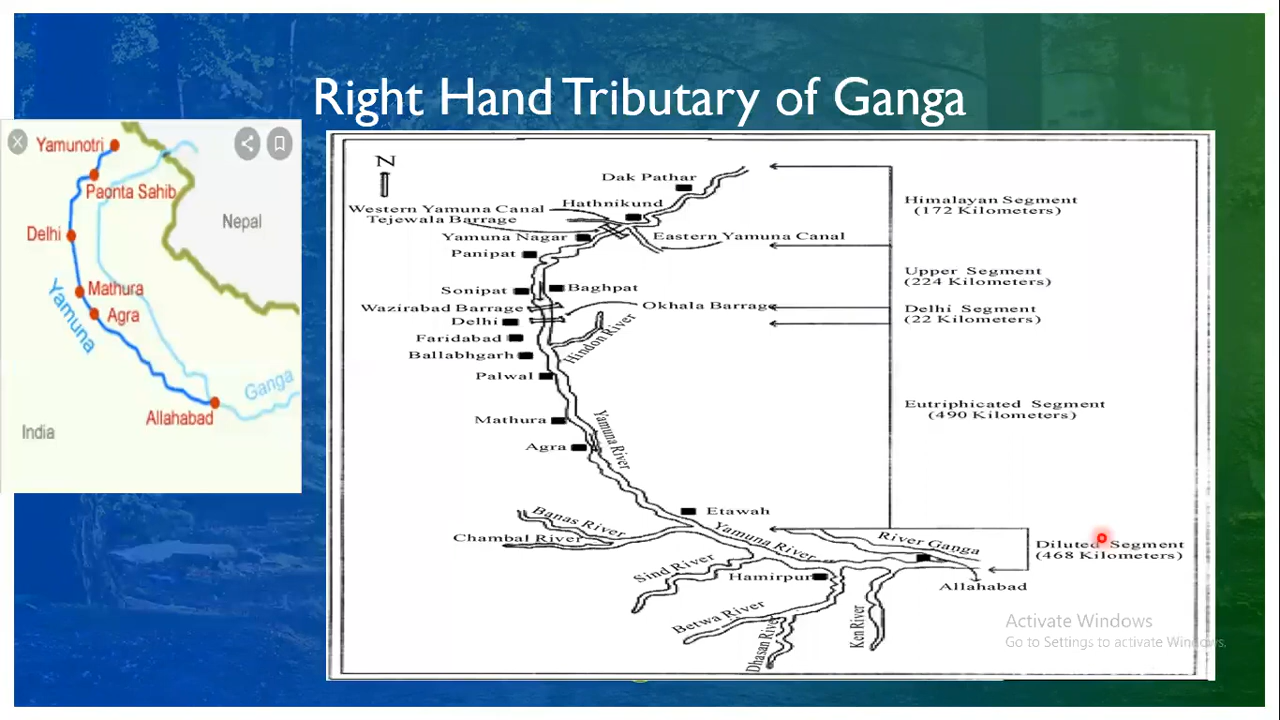 Right Hand Tributary of Ganga
Yamunotri
Paonta Sahib
Nepal
Delhi
Mathura
Yamuna
Agra
Ganga
Allahabad
India
N
Dak Pathar
Hathnikund
Western Yamuna Canal
Tejewala Barrage
Yamuna Nagar
Eastern Yamuna Canal
Panipat
Sonipat
Baghpat
Wazirabad Barrage
Okhala Barrage
Delhi
Hindon River
Faridabad
Ballabhgarh
Palwal
Mathura
Yamuna River
Agra
Etawah
Banas River
Chambal River
Yamuna River
River Ganga
Sind River
Hamirpur
Allahabad
Betwa River
Dhasan River
Ken River
Himalayan Segment
(172 Kilometers)
Upper Segment
(224 Kilometers)
Delhi Segment
(22 Kilometers)
Eutriphicated Segment
(490 Kilometers)
Diluted Segment
(468 Kilometers)
Activate Windows
Go to Settings to activate Windows.